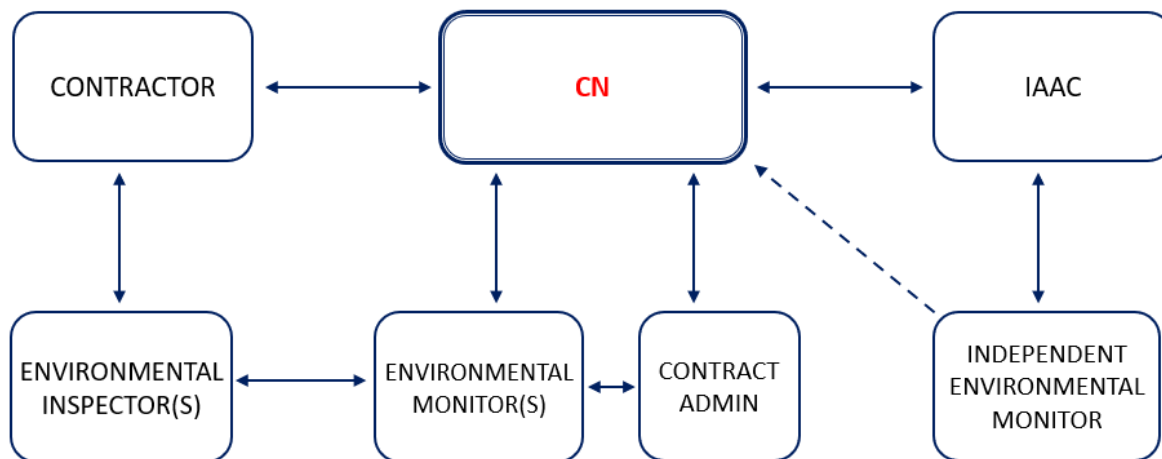 CONTRACTOR
CN
IAAC
ENVIRONMENTAL
INSPECTOR(S)
ENVIRONMENTAL
MONITOR(S)
CONTRACT
ADMIN
INDEPENDENT
ENVIRONMENTAL
MONITOR